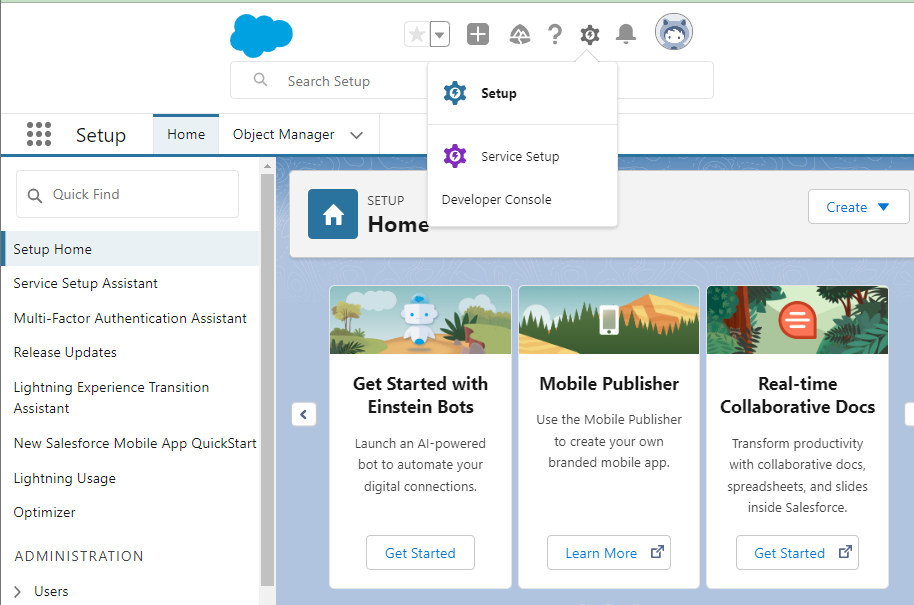 ?
Search Setup
Setup
Service Setup
Developer Console
Setup
Home
Object Manager
Quick Find
Setup Home
Service Setup Assistant
Multi-Factor Authentication Assistant
Release Updates
Lightning Experience Transition
Assistant
New Salesforce Mobile App QuickStart
Lightning Usage
Optimizer
ADMINISTRATION
Users
SETUP
Home
Create
Get Started with
Einstein Bots
Launch an AI-powered
bot to automate your
digital connections.
Get Started
Mobile Publisher
Use the Mobile Publisher
to create your own
branded mobile app.
Learn More
Real-time
Collaborative Docs
Transform productivity
with collaborative docs,
spreadsheets, and slides
inside Salesforce.
Get Started